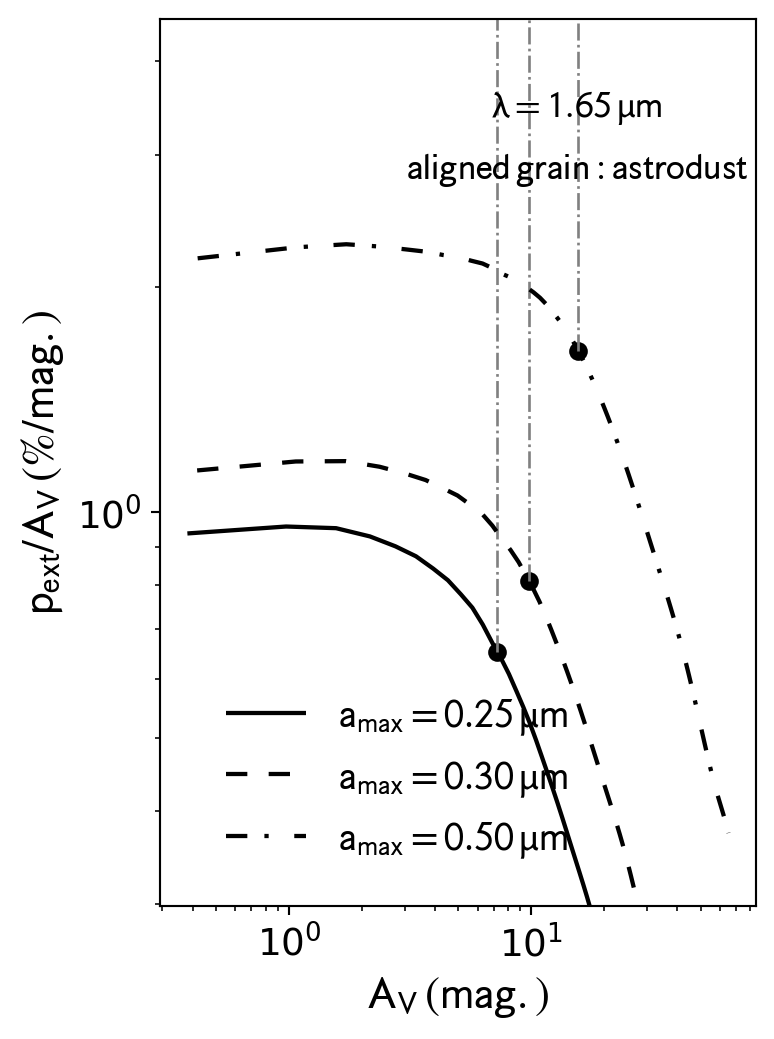 λ = 1.65 μm
aligned grain : astrodust
p_ext/A_V (%/mag. )
10⁰
a_max = 0.25 μm
a_max = 0.30 μm
a_max = 0.50 μm
10⁰ 10¹
A_V (mag. )